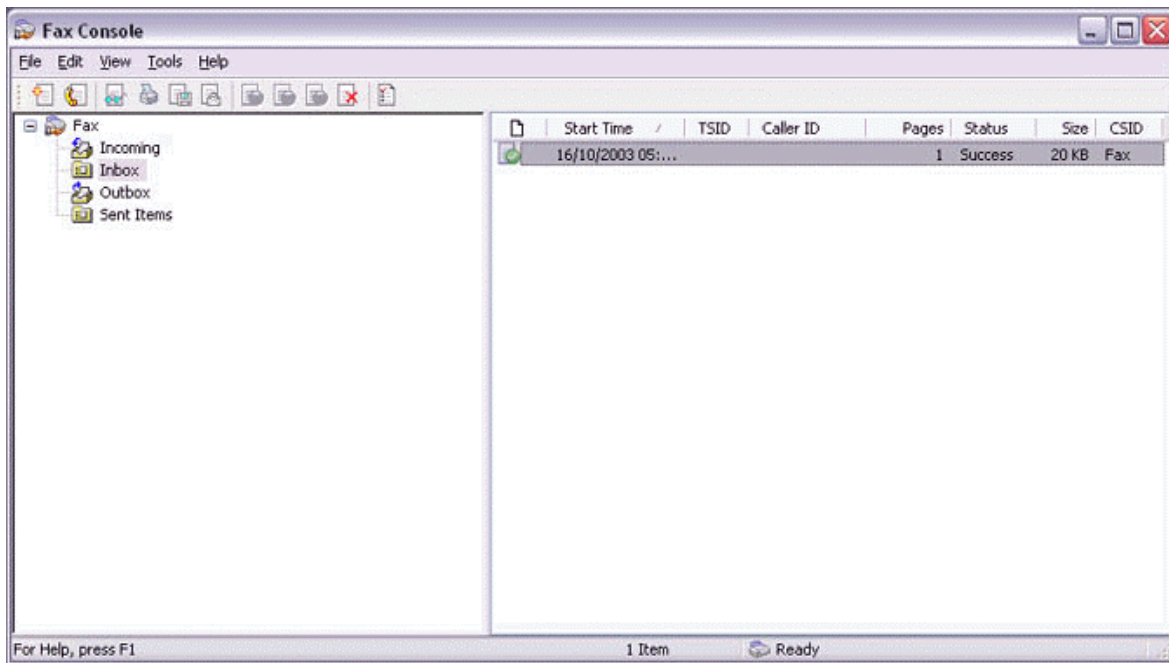 Fax Console
File Edit View Tools Help
Fax
Incoming
Inbox
Outbox
Sent Items
Start Time / TSID Caller ID Pages Status Size CSID
16/10/2003 05:... 1 Success 20 KB Fax
For Help, press F1 1 Item Ready